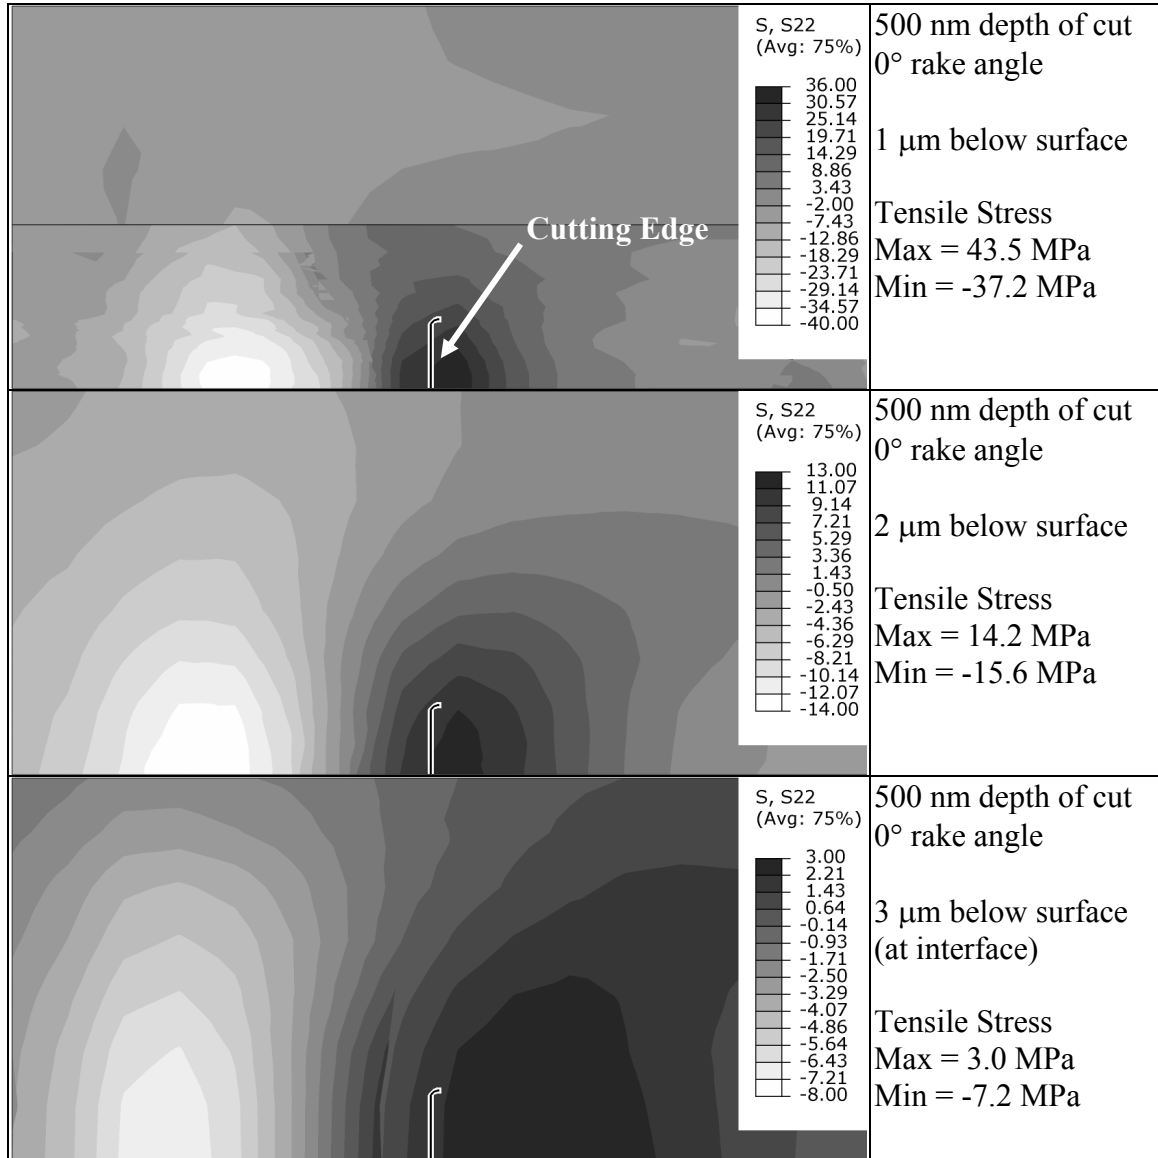 S, S22
(Avg: 75%)
36.00
30.57
25.14
19.71
14.29
8.86
3.43
-2.00
-7.43
-12.86
-18.29
-23.71
-29.14
-34.57
-40.00
Cutting Edge
500 nm depth of cut
0° rake angle
1 μm below surface
Tensile Stress
Max = 43.5 MPa
Min = -37.2 MPa
S, S22
(Avg: 75%)
13.00
11.07
9.14
7.21
5.29
3.36
1.43
-0.50
-2.43
-4.36
-6.29
-8.21
-10.14
-12.07
-14.00
500 nm depth of cut
0° rake angle
2 μm below surface
Tensile Stress
Max = 14.2 MPa
Min = -15.6 MPa
S, S22
(Avg: 75%)
3.00
2.21
1.43
0.64
-0.14
-0.93
-1.71
-2.50
-3.29
-4.07
-4.86
-5.64
-6.43
-7.21
-8.00
500 nm depth of cut
0° rake angle
3 μm below surface
(at interface)
Tensile Stress
Max = 3.0 MPa
Min = -7.2 MPa